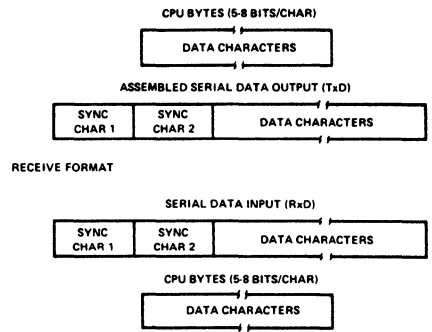 CPU BYTES (5-8 BITS/CHAR)
DATA CHARACTERS
ASSEMBLED SERIAL DATA OUTPUT (TxD)
SYNC CHAR 1 SYNC CHAR 2 DATA CHARACTERS
RECEIVE FORMAT
SERIAL DATA INPUT (RxD)
SYNC CHAR 1 SYNC CHAR 2 DATA CHARACTERS
CPU BYTES (5-8 BITS/CHAR)
DATA CHARACTERS